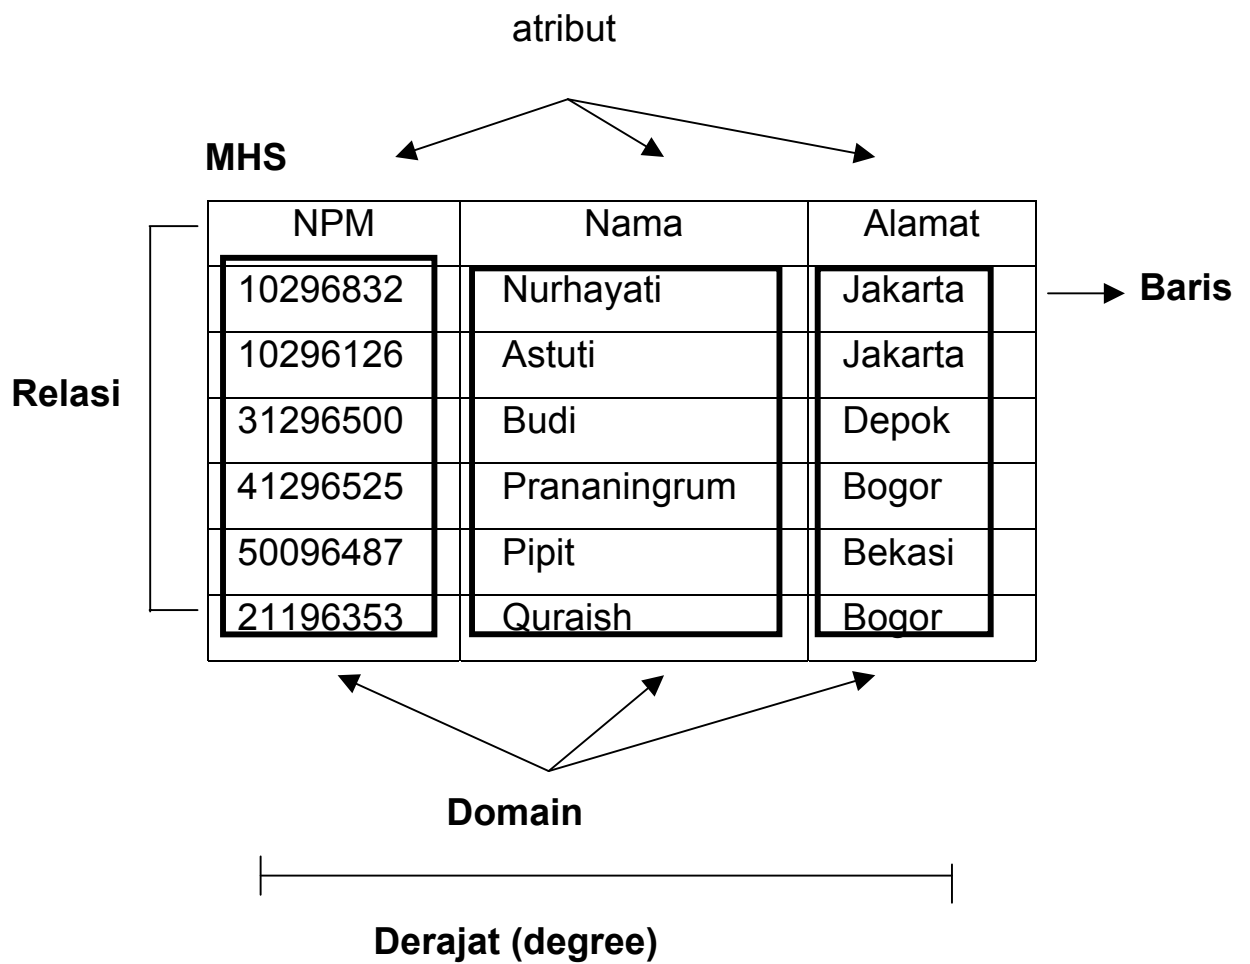 atribut
MHS
NPM Nama Alamat
10296832 Nurhayati Jakarta
Baris
10296126 Astuti Jakarta
Relasi
31296500 Budi Depok
41296525 Prananingrum Bogor
50096487 Pipit Bekasi
21196353 Quraish Bogor
Domain
Derajat (degree)